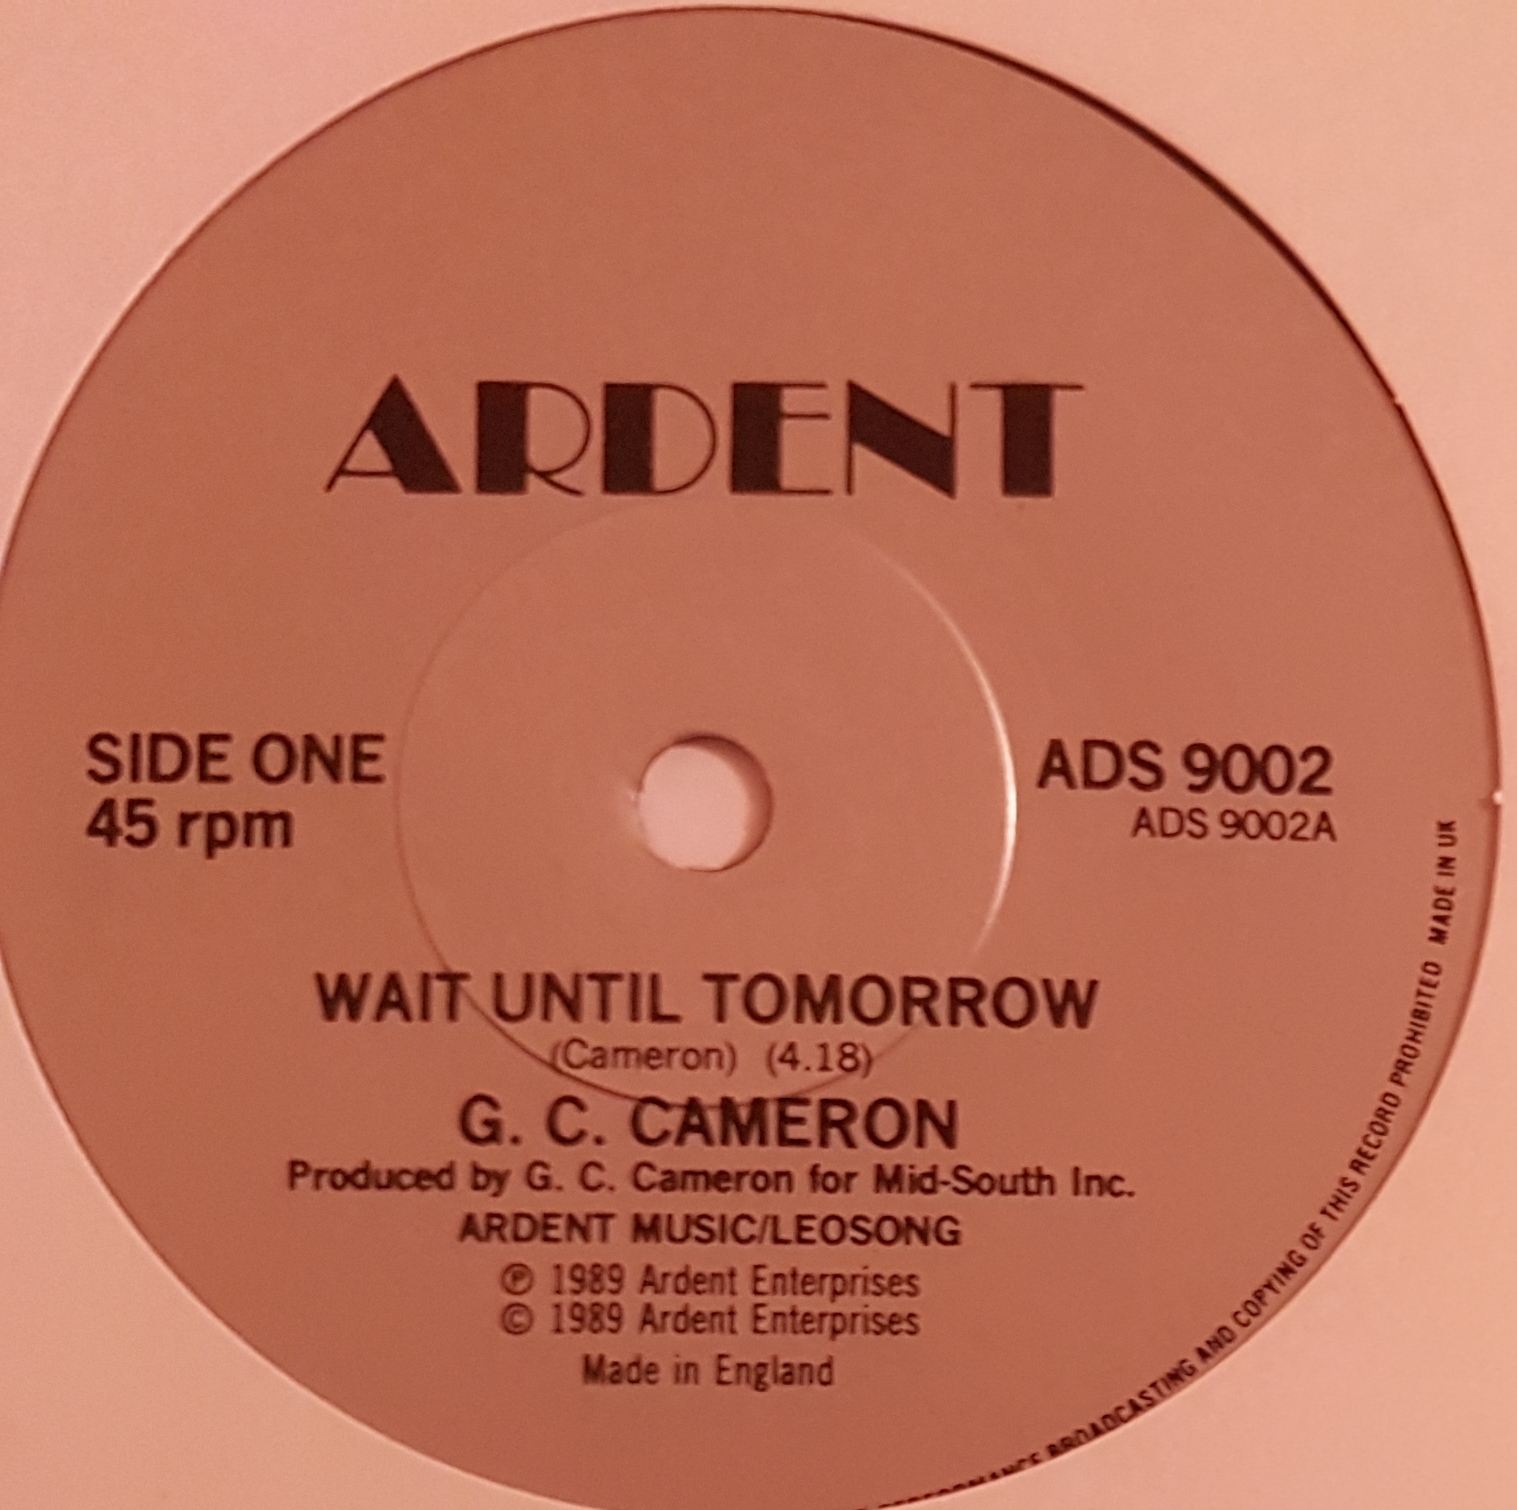 ARDENT
SIDE ONE
45 rpm
ADS 9002
ADS 9002A
WAIT UNTIL TOMORROW
(Cameron) (4.18)
G. C. CAMERON
Produced by G. C. Cameron for Mid-South Inc.
ARDENT MUSIC/LEOSONG
℗ 1989 Ardent Enterprises
© 1989 Ardent Enterprises
Made in England
BROADCASTING AND COPYING OF THIS RECORD PROHIBITED MADE IN UK